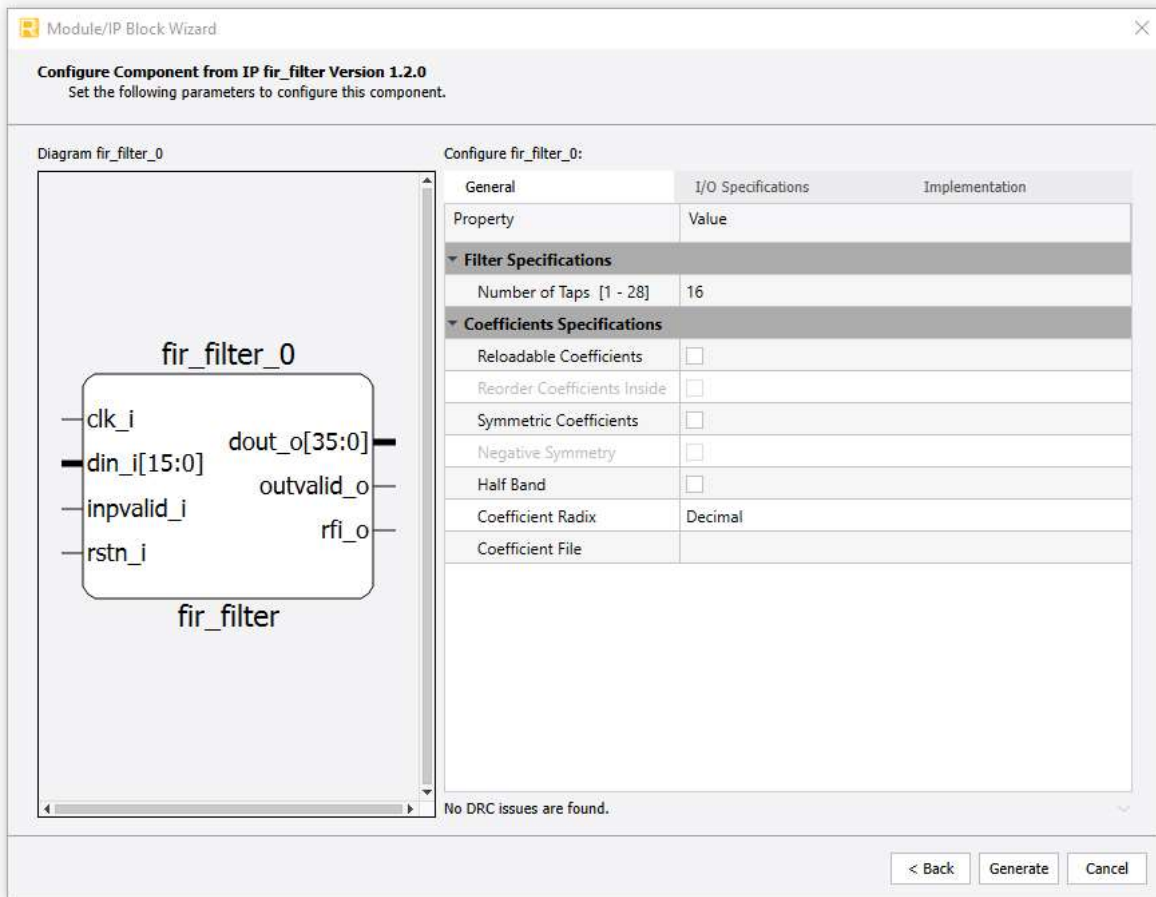 Module/IP Block Wizard
Configure Component from IP fir_filter Version 1.2.0
Set the following parameters to configure this component.
Diagram fir_filter_0
Configure fir_filter_0:
General I/O Specifications Implementation
Property Value
Filter Specifications
Number of Taps [1 - 28] 16
Coefficients Specifications
Reloadable Coefficients
Reorder Coefficients Inside
Symmetric Coefficients
Negative Symmetry
Half Band
Coefficient Radix Decimal
Coefficient File
fir_filter_0
clk_i
din_i[15:0]
inpvalid_i
rstn_i
dout_o[35:0]
outvalid_o
rfi_o
fir_filter
No DRC issues are found.
< Back Generate Cancel